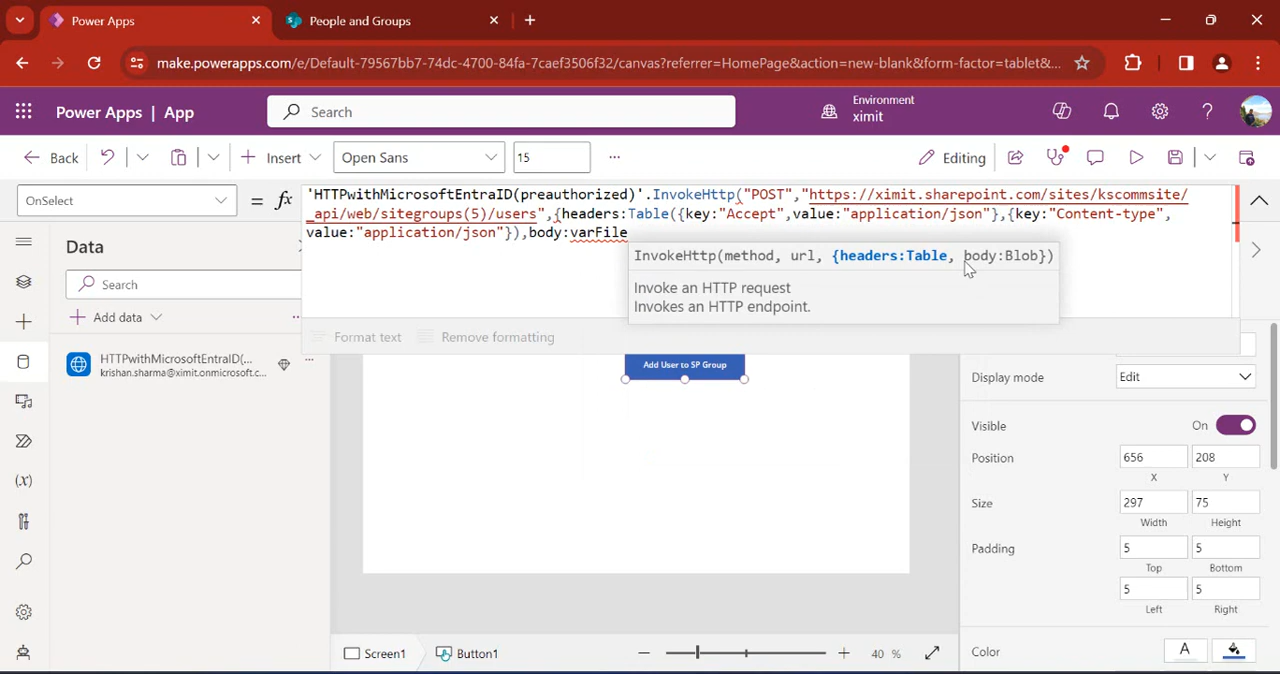 Power Apps
People and Groups
make.powerapps.com/e/Default-79567bb7-74dc-4700-84fa-7caef3506f32/canvas?referrer=HomePage&action=new-blank&form-factor=tablet&...
Power Apps | App
Search
Environment
ximit
Back
Insert
Open Sans
15
...
Editing
OnSelect
=
fx
'HTTPwithMicrosoftEntraID(preauthorized)'.InvokeHttp("POST","https://ximit.sharepoint.com/sites/kscommsite/
_api/web/sitegroups(5)/users",{headers:Table({key:"Accept",value:"application/json"},{key:"Content-type",
value:"application/json"}),body:varFile
InvokeHttp(method, url, {headers:Table, body:Blob})
Invoke an HTTP request
Invokes an HTTP endpoint.
Format text
Remove formatting
Data
Search
Add data
HTTPwithMicrosoftEntraID(...
krishan.sharma@ximit.onmicrosoft.c...
Add User to SP Group
Display mode
Edit
Visible
On
Position
656
208
X
Y
Size
297
75
Width
Height
Padding
5
5
Top
Bottom
5
5
Left
Right
Color
A
Screen1
Button1
40 %